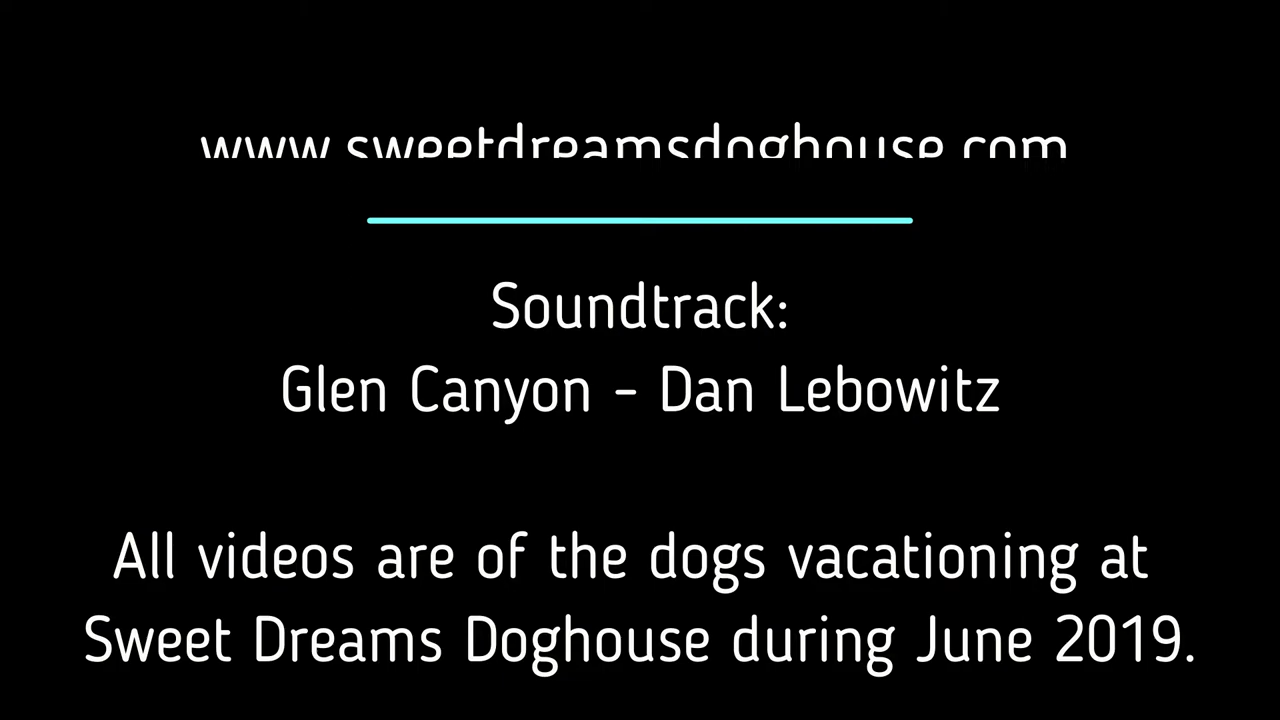 www.sweetdreamsdoghouse.com
Soundtrack:
Glen Canyon - Dan Lebowitz
All videos are of the dogs vacationing at
Sweet Dreams Doghouse during June 2019.